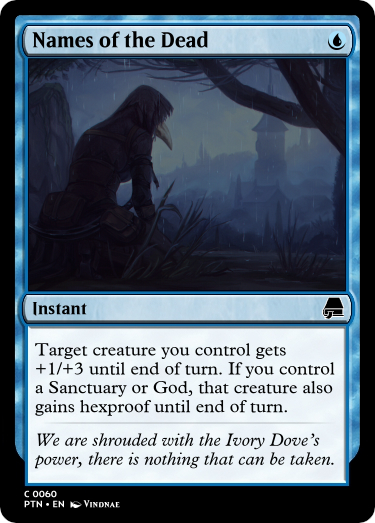 Names of the Dead
Instant
Target creature you control gets
+1/+3 until end of turn. If you control
a Sanctuary or God, that creature also
gains hexproof until end of turn.
We are shrouded with the Ivory Dove's
power, there is nothing that can be taken.
C 0060
PTN • EN Vindnae